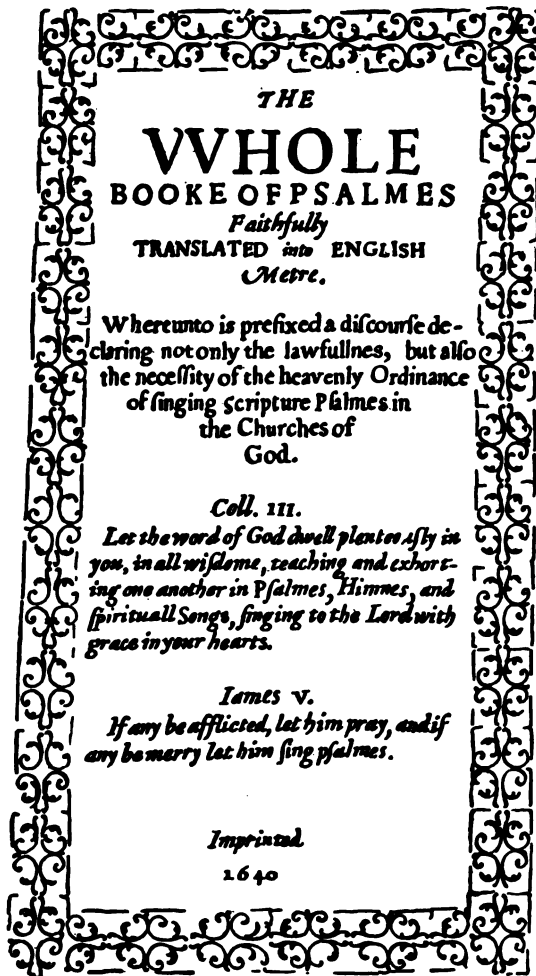 THE
VVHOLE
BOOKE OF PSALMES
Faithfully
TRANSLATED into ENGLISH
Metre.
Whereunto is prefixed a diſcourſe de-
claring not only the lawfullnes, but alſo
the neceſſity of the heavenly Ordinance
of ſinging Scripture Pſalmes in
the Churches of
God.
Coll. III.
Let the word of God dwell plenteouſly in
you, in all wiſdome, teaching and exhort-
ing one another in Pſalmes, Himnes, and
ſpirituall Songs, ſinging to the Lord with
grace in your hearts.
Iames V.
If any be afflicted, let him pray, and if
any be merry let him ſing pſalmes.
Imprinted
1640